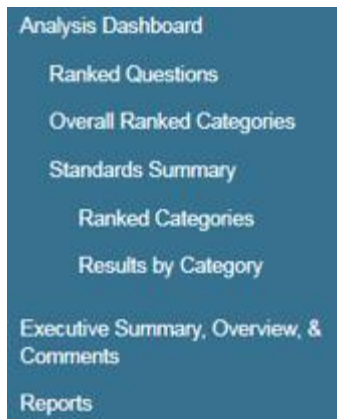 Analysis Dashboard
Ranked Questions
Overall Ranked Categories
Standards Summary
Ranked Categories
Results by Category
Executive Summary, Overview, &
Comments
Reports